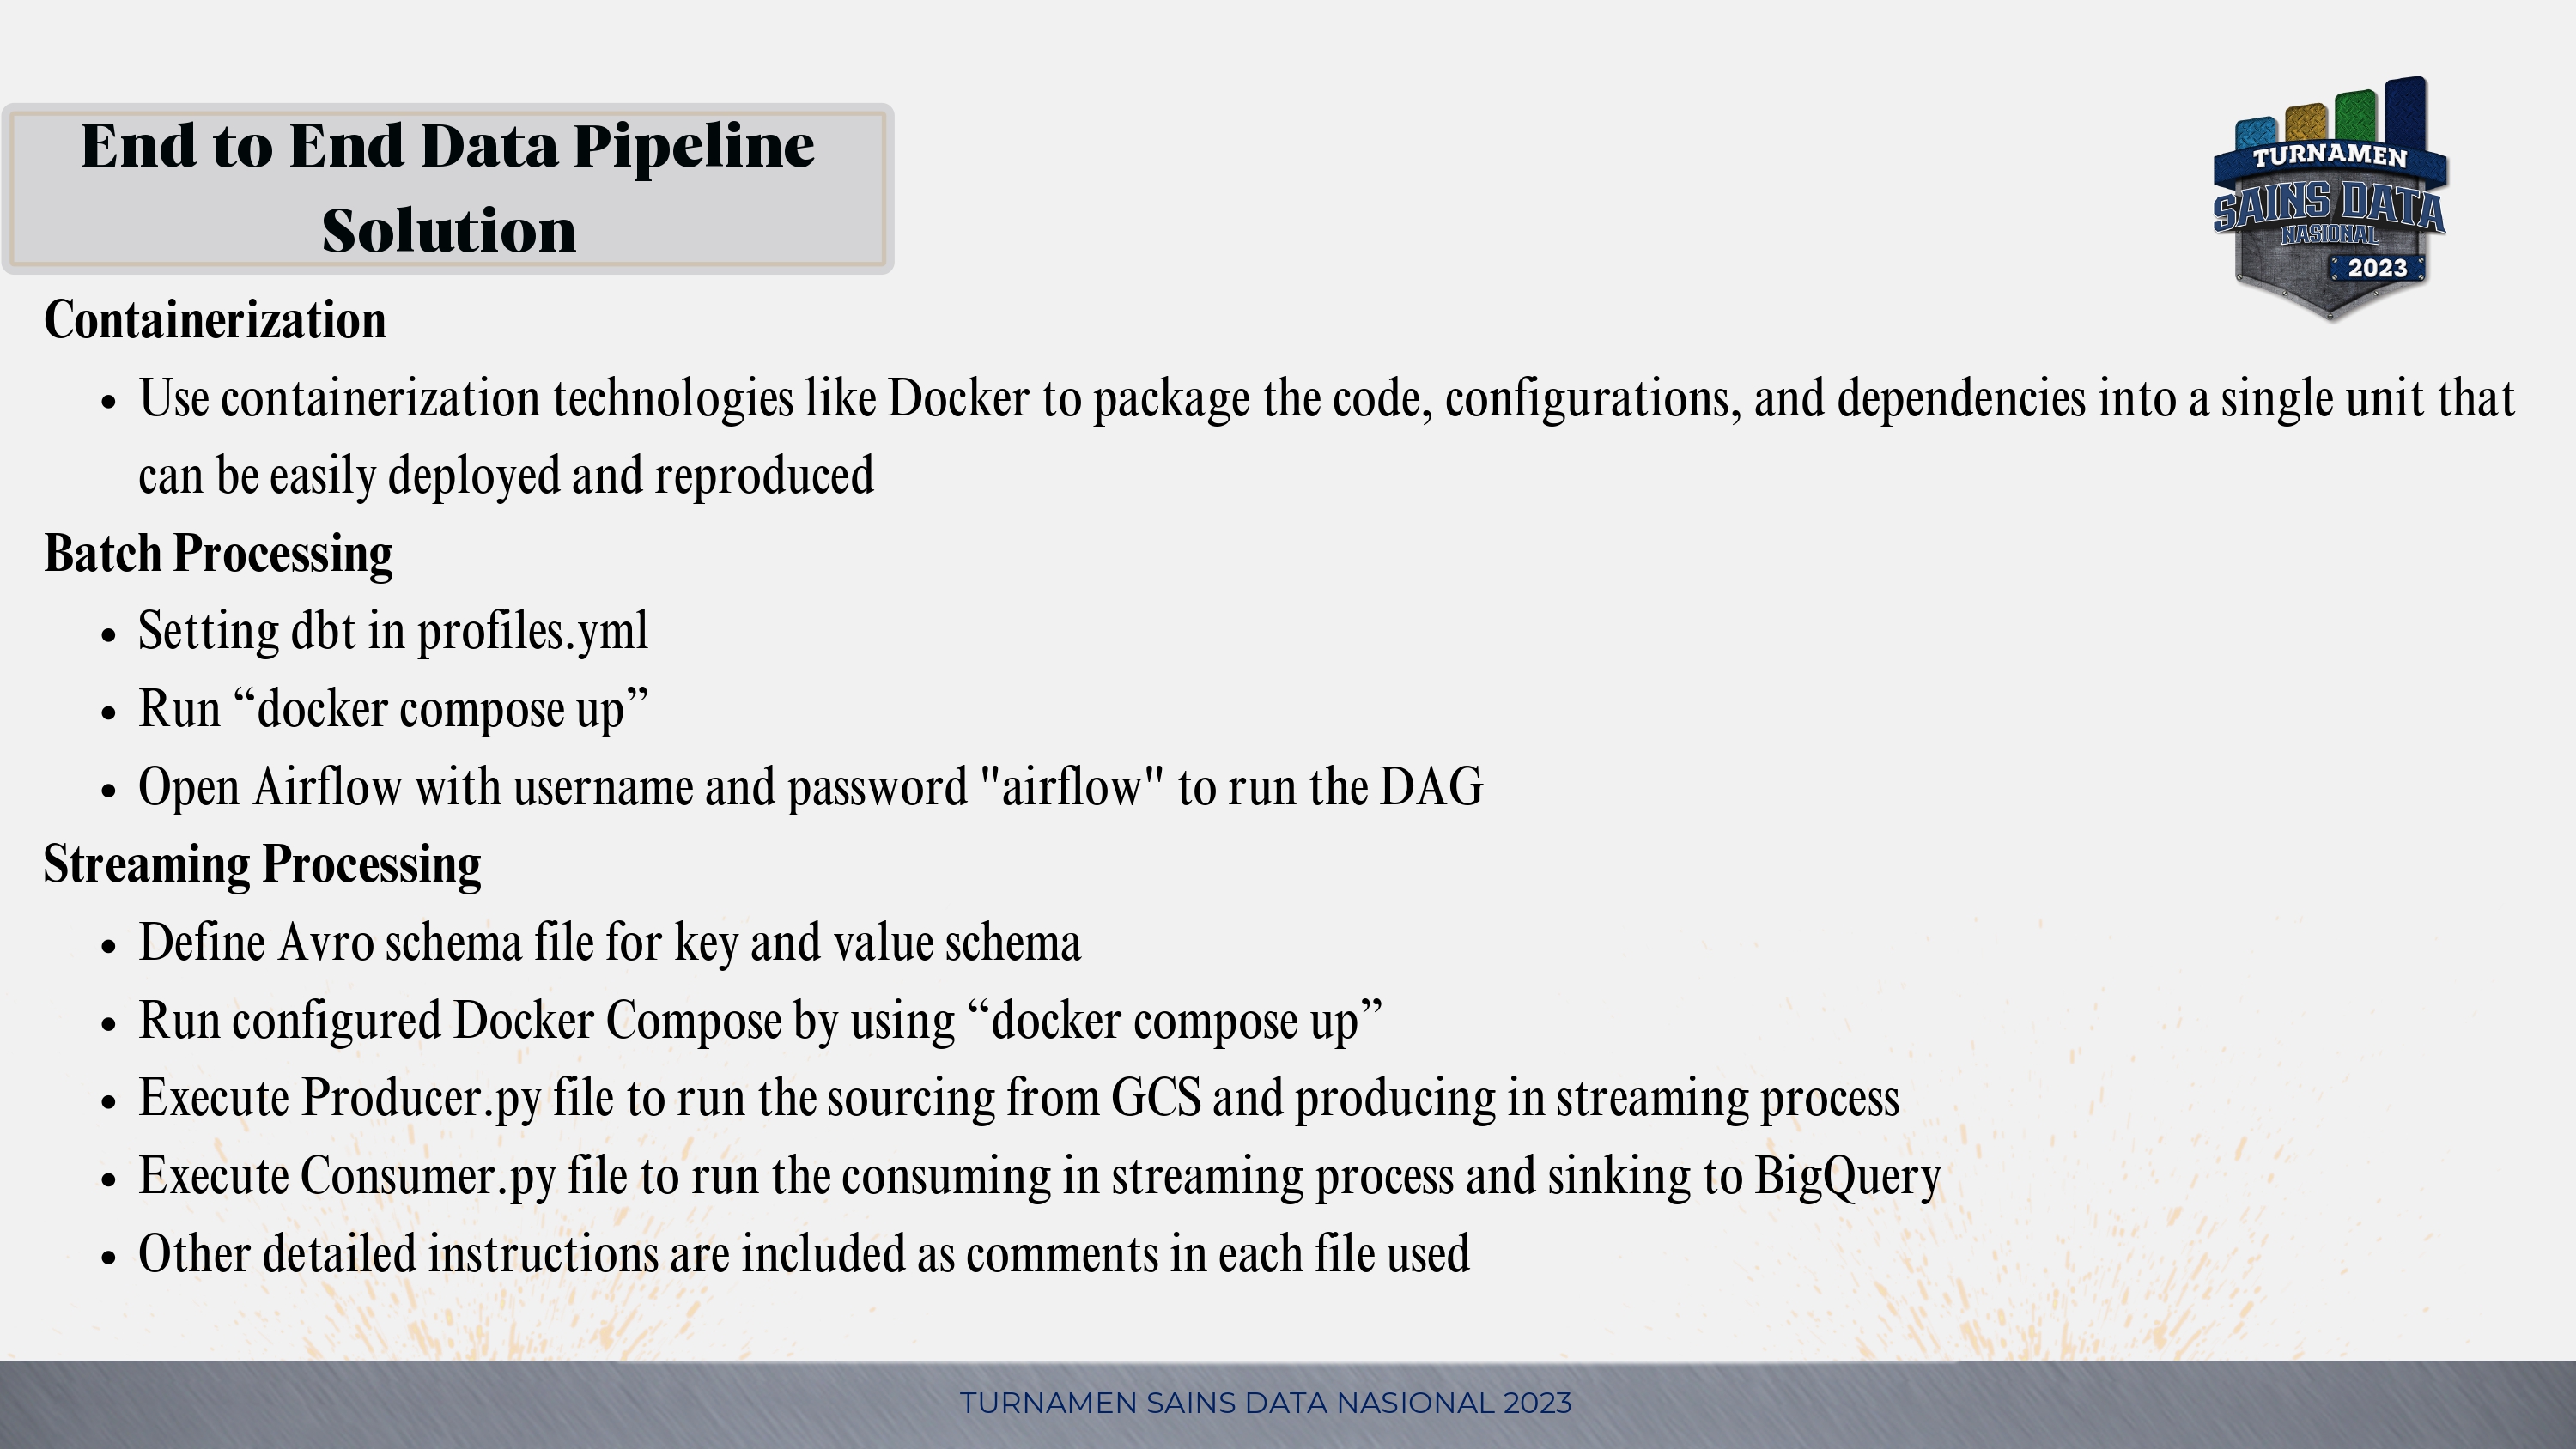 End to End Data Pipeline
Solution
TURNAMEN
SAINS DATA
NASIONAL
2023
Containerization
• Use containerization technologies like Docker to package the code, configurations, and dependencies into a single unit that
can be easily deployed and reproduced
Batch Processing
• Setting dbt in profiles.yml
• Run “docker compose up”
• Open Airflow with username and password "airflow" to run the DAG
Streaming Processing
• Define Avro schema file for key and value schema
• Run configured Docker Compose by using “docker compose up”
• Execute Producer.py file to run the sourcing from GCS and producing in streaming process
• Execute Consumer.py file to run the consuming in streaming process and sinking to BigQuery
• Other detailed instructions are included as comments in each file used
TURNAMEN SAINS DATA NASIONAL 2023